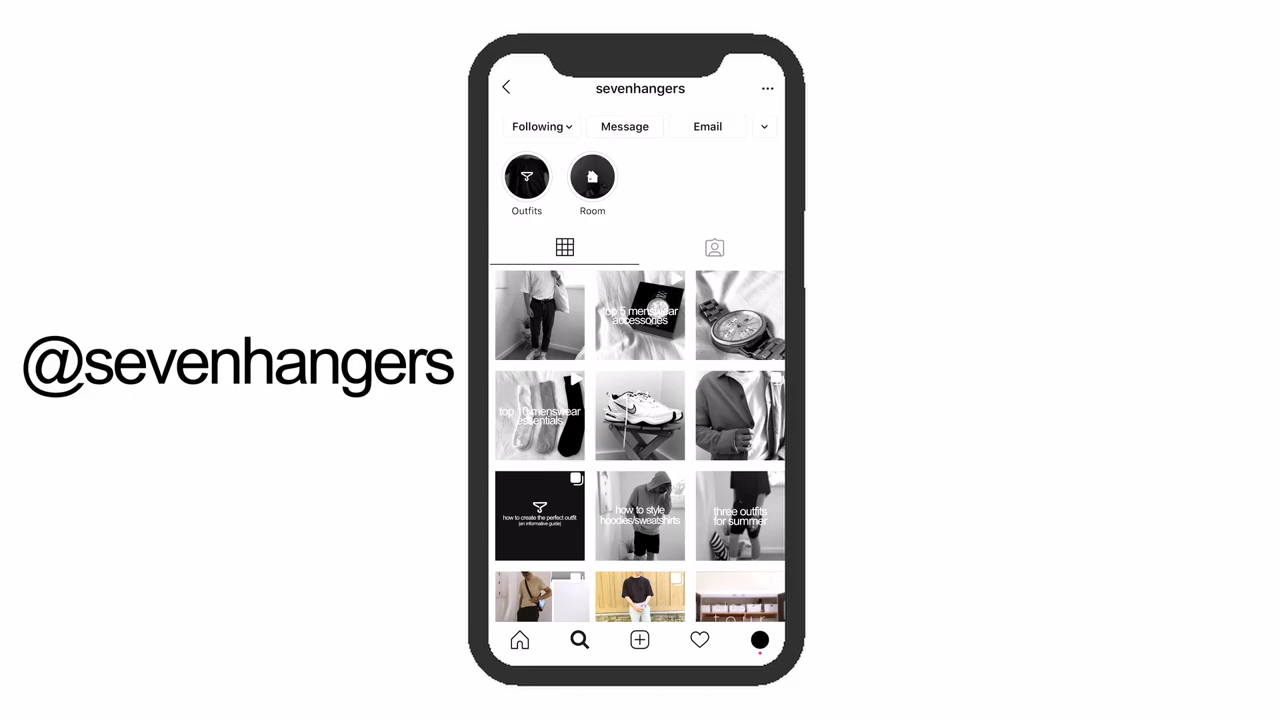 sevenhangers
Following
Message
Email
Outfits
Room
@sevenhangers
top 5 menswear
accessories
top 10 menswear
essentials
how to create the perfect outfit
(an informative guide)
how to style
hoodies/sweatshirts
three outfits
for summer
tour